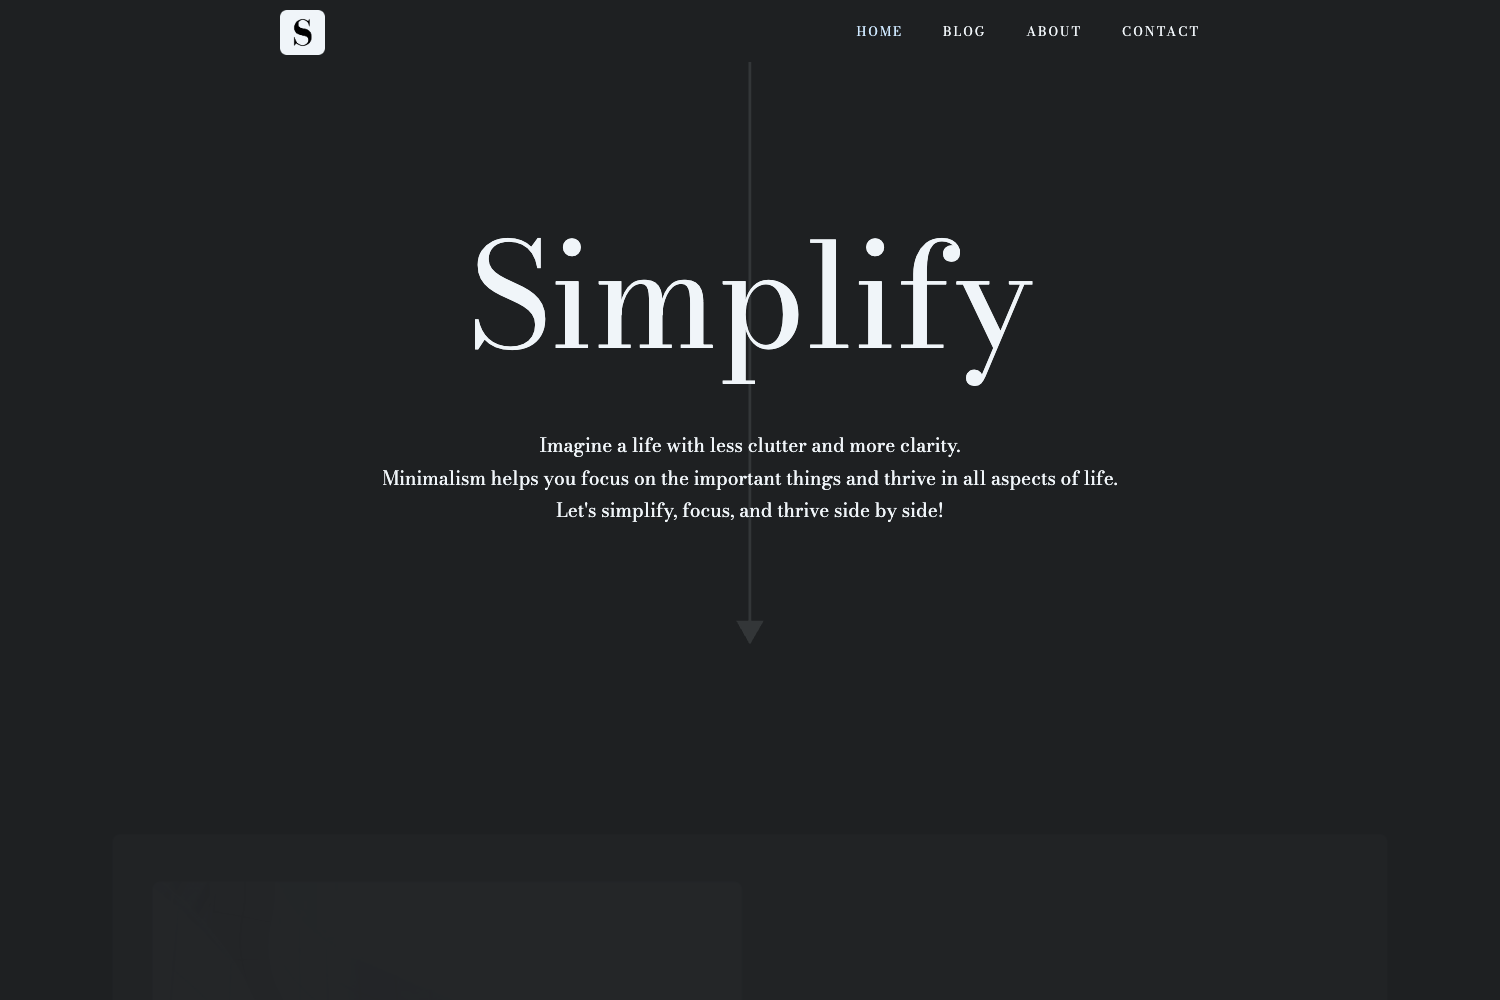 S
HOME BLOG ABOUT CONTACT
Simplify
Imagine a life with less clutter and more clarity.
Minimalism helps you focus on the important things and thrive in all aspects of life.
Let's simplify, focus, and thrive side by side!